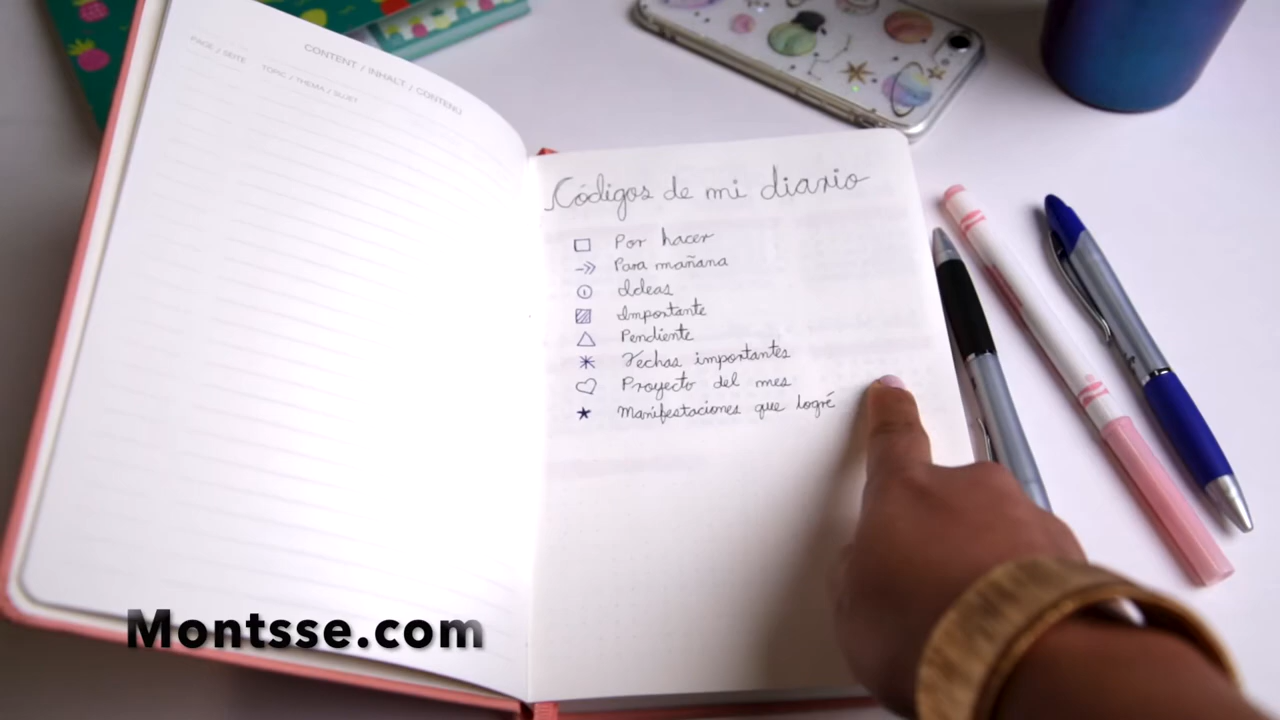 CONTENT / INHALT / CONTENU
PAGE / SEITE TOPIC / THEMA / SUJET
Códigos de mi diario
Por hacer
Para mañana
Ideas
Importante
Pendiente
Fechas importantes
Proyecto del mes
Manifestaciones que logré
Montsse.com